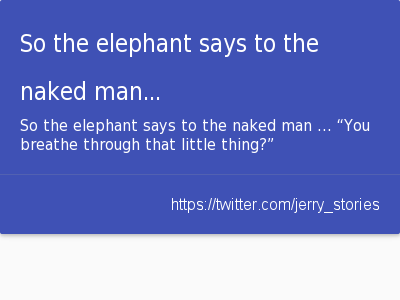 So the elephant says to the
naked man...
So the elephant says to the naked man … “You
breathe through that little thing?”
https://twitter.com/jerry_stories